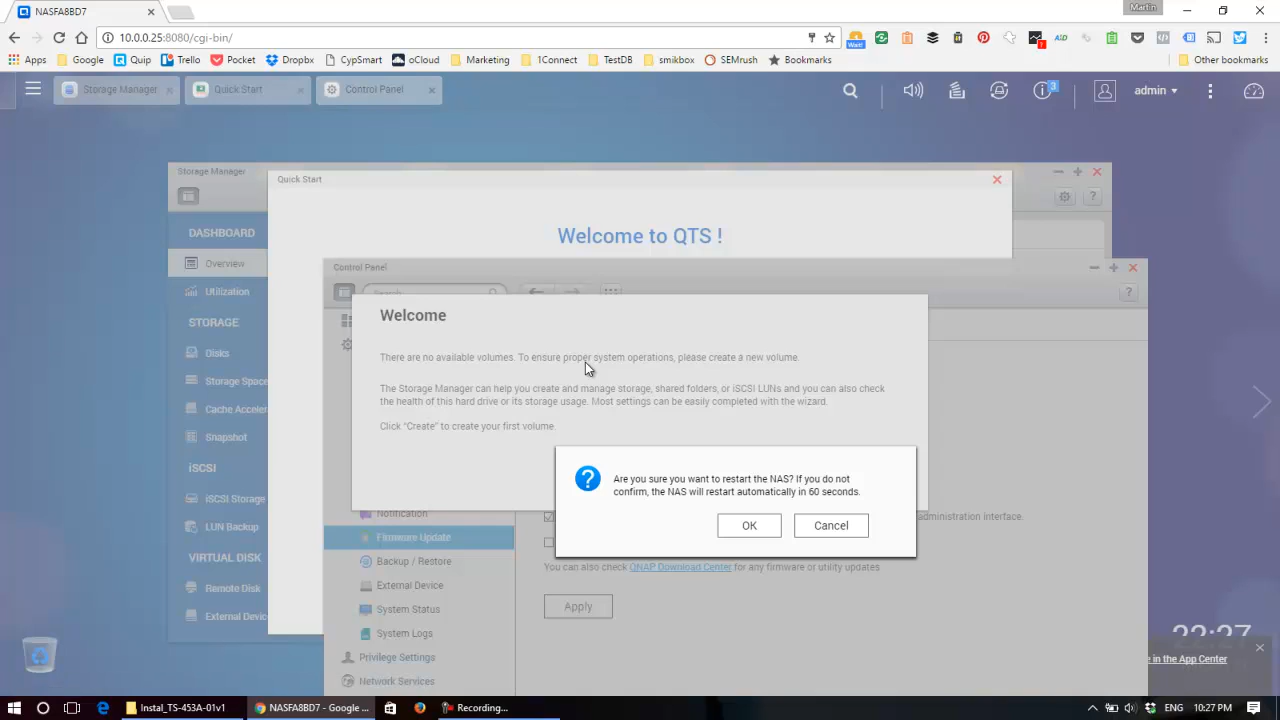 NASFA8BD7
Martin
10.0.0.25:8080/cgi-bin/
Wait!
Apps
Google
Quip
Trello
Pocket
Dropbx
YypSmart
oCloud
Marketing
1Connect
TestDB
smikbox
SEMrush
Bookmarks
Other bookmarks
Storage Manager
Quick Start
Control Panel
3
admin
Storage Manager
Quick Start
DASHBOARD
Welcome to QTS !
Overview
Control Panel
Utilization
Search
STORAGE
Welcome
Disks
There are no available volumes. To ensure proper system operations, please create a new volume.
Storage Space
The Storage Manager can help you create and manage storage, shared folders, or iSCSI LUNs and you can also check
the health of this hard drive or its storage usage. Most settings can be easily completed with the wizard.
Cache Acceler
Click "Create" to create your first volume.
Snapshot
iSCSI
Are you sure you want to restart the NAS? If you do not
confirm, the NAS will restart automatically in 60 seconds.
iSCSI Storage
OK
Cancel
Notification
administration interface.
LUN Backup
Firmware Update
VIRTUAL DISK
Backup / Restore
You can also check QNAP Download Center for any firmware or utility updates
Remote Disk
External Device
External Devic
System Status
Apply
System Logs
22:27
Privilege Settings
e in the App Center
Network Services
Instal_TS-453A-01v1
NASFA8BD7 - Google ...
Recording...
ENG
10:27 PM